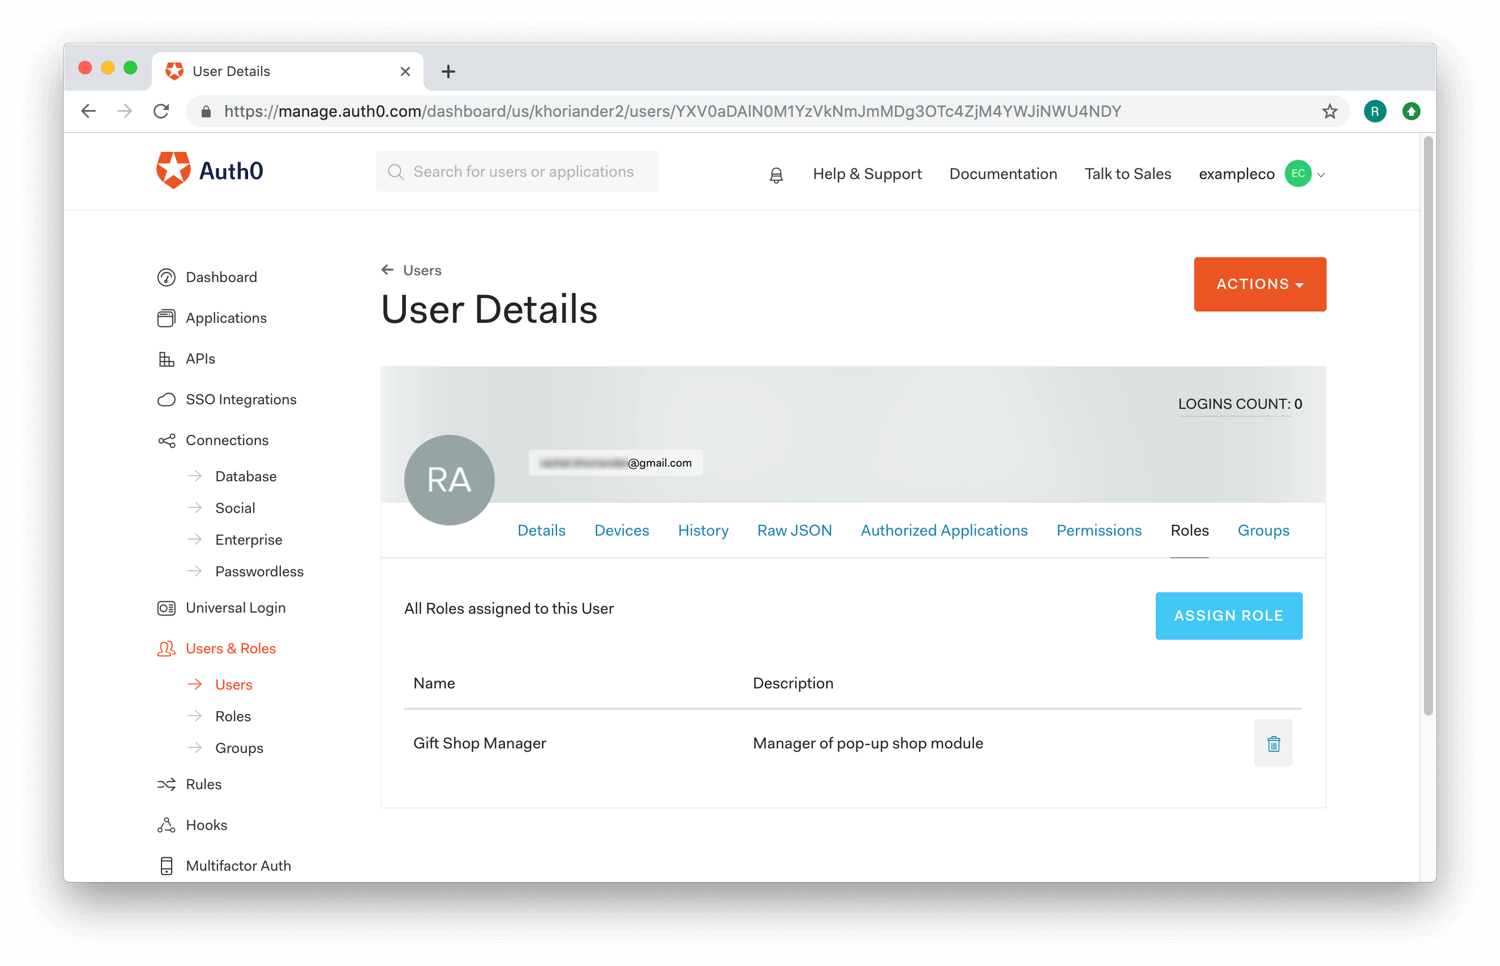 User Details
https://manage.auth0.com/dashboard/us/khoriander2/users/YXV0aDAlN0M1YzVkNmJmMDg3OTc4ZjM4YWJiNWU4NDY
R
Auth0
Search for users or applications
Help & Support
Documentation
Talk to Sales
exampleco
EC
Dashboard
Applications
APIs
SSO Integrations
Connections
Database
Social
Enterprise
Passwordless
Universal Login
Users & Roles
Users
Roles
Groups
Rules
Hooks
Multifactor Auth
Users
User Details
ACTIONS
LOGINS COUNT: 0
RA
@gmail.com
Details
Devices
History
Raw JSON
Authorized Applications
Permissions
Roles
Groups
All Roles assigned to this User
ASSIGN ROLE
Name
Description
Gift Shop Manager
Manager of pop-up shop module